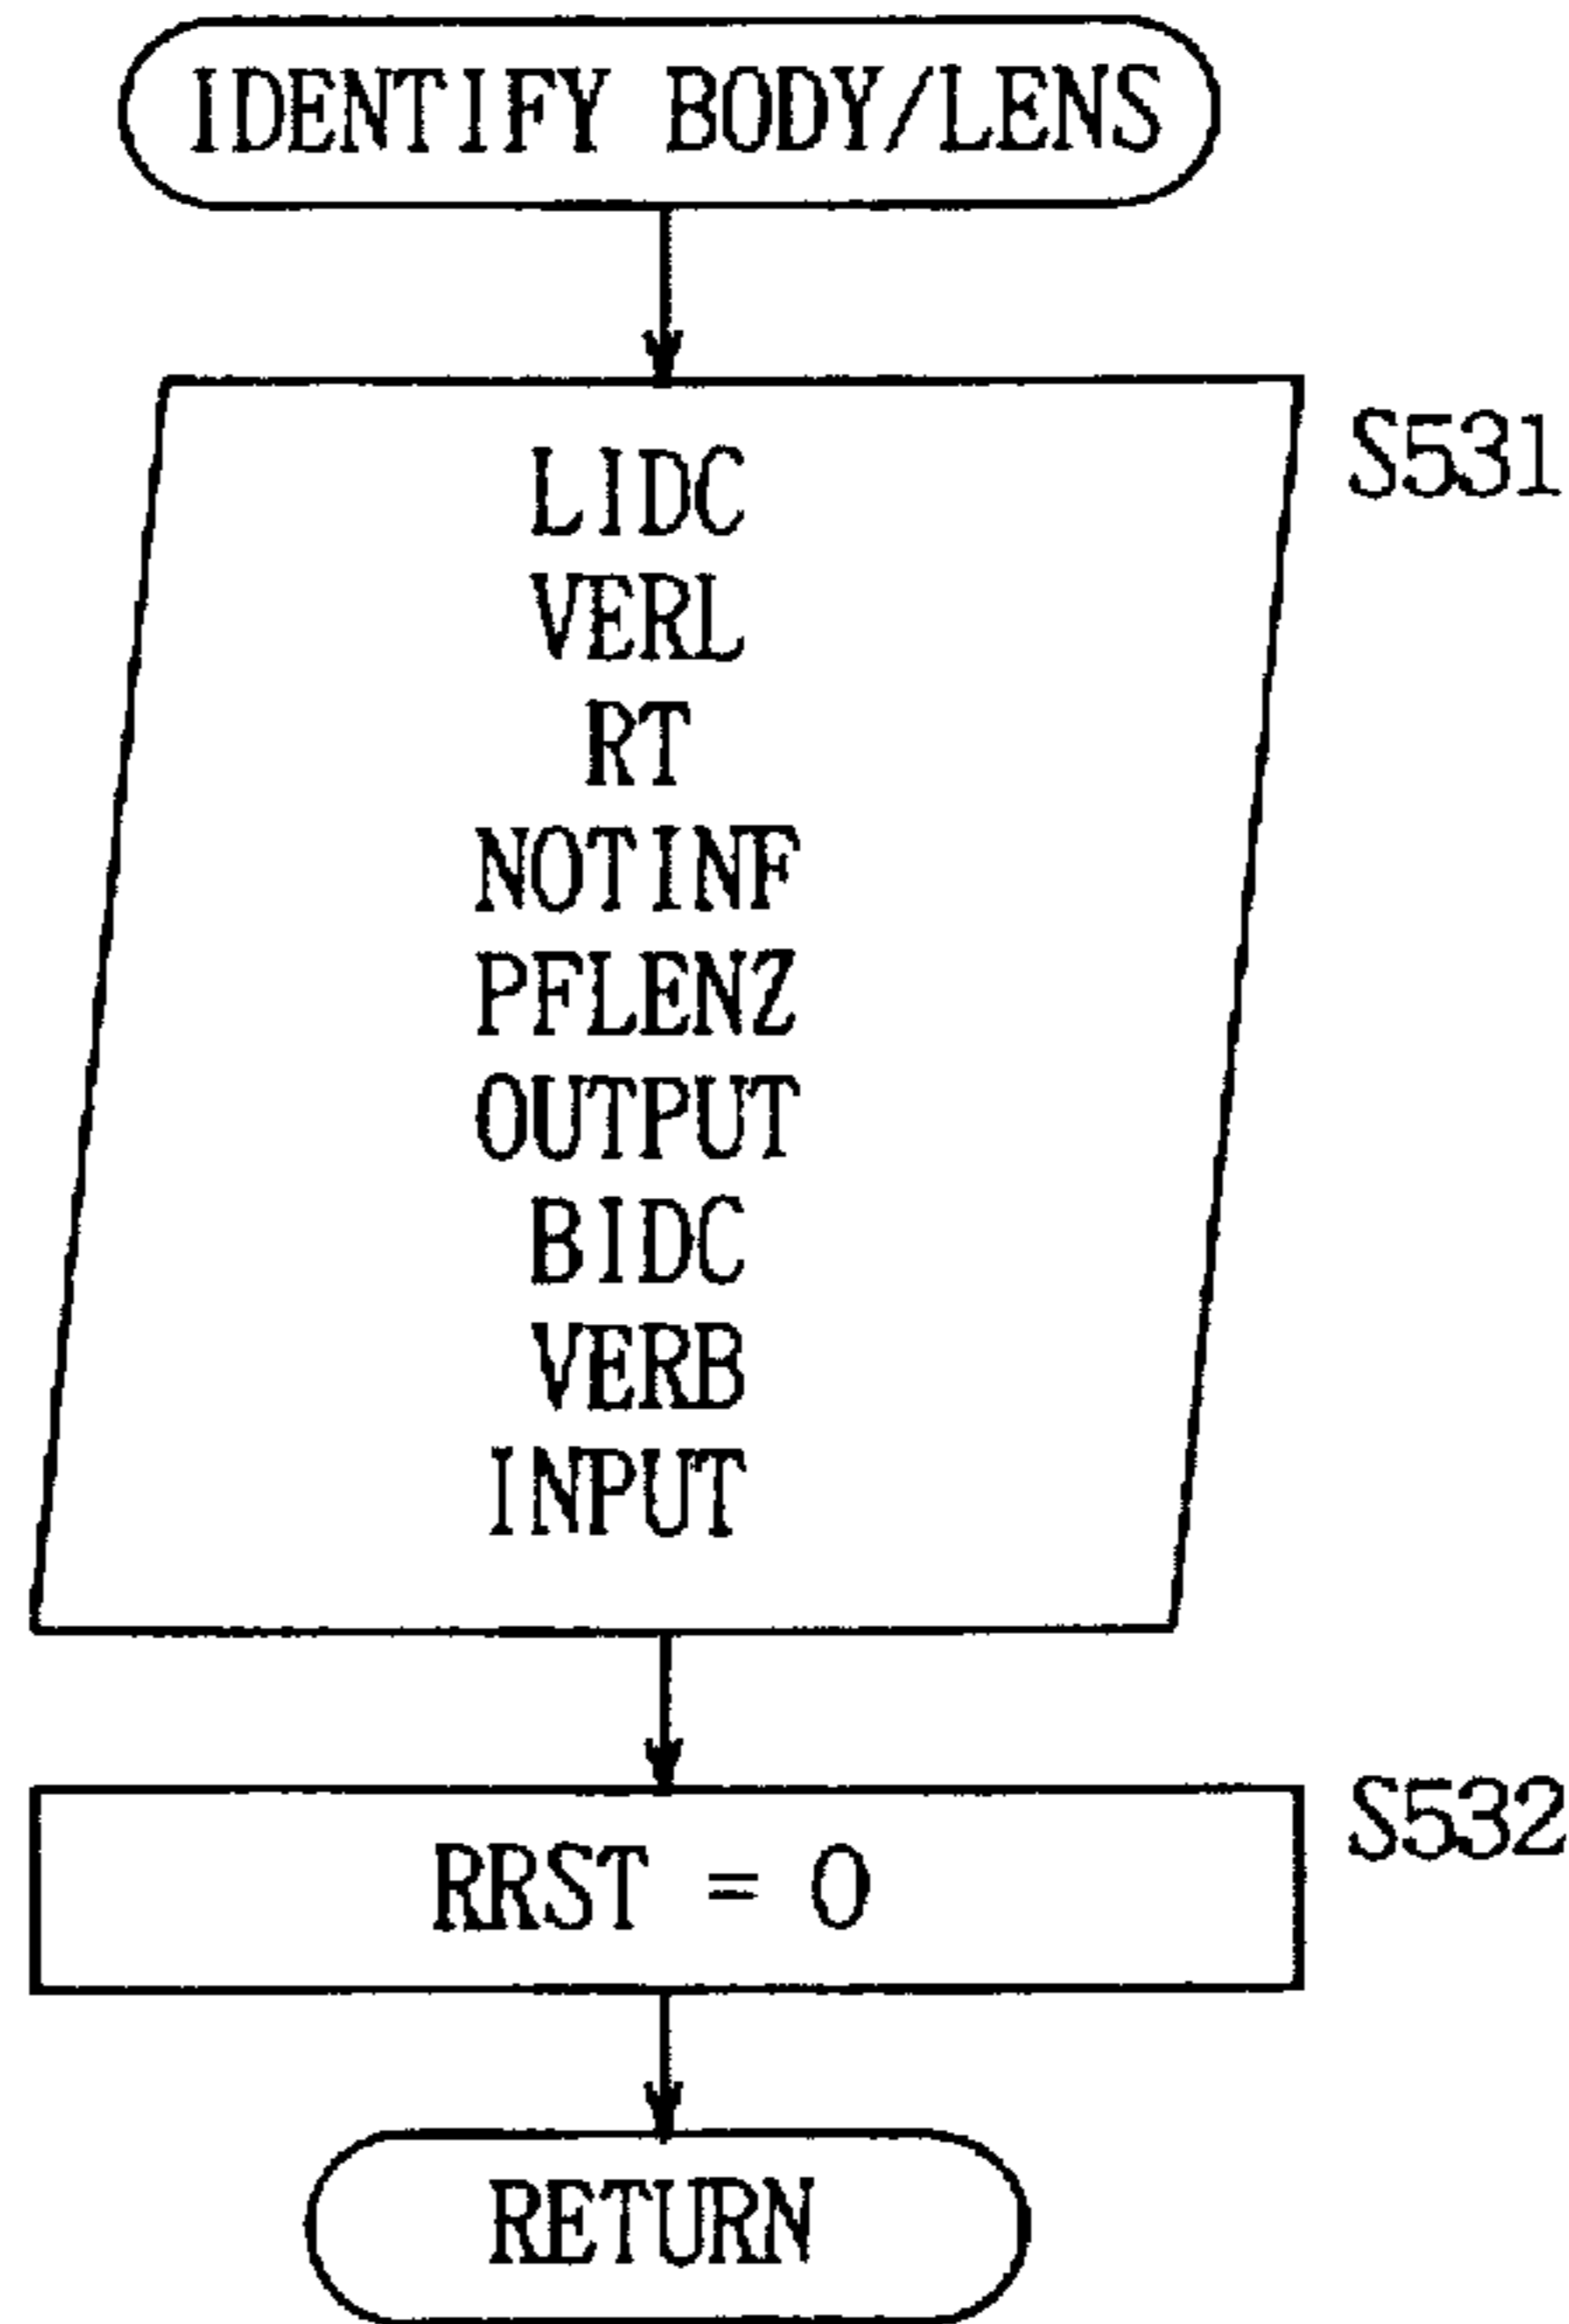 IDENTIFY BODY/LENS
S531
LIDC
VERL
RT
NOTINF
PFLENZ
OUTPUT
BIDC
VERB
INPUT
S532
RRST = 0
RETURN